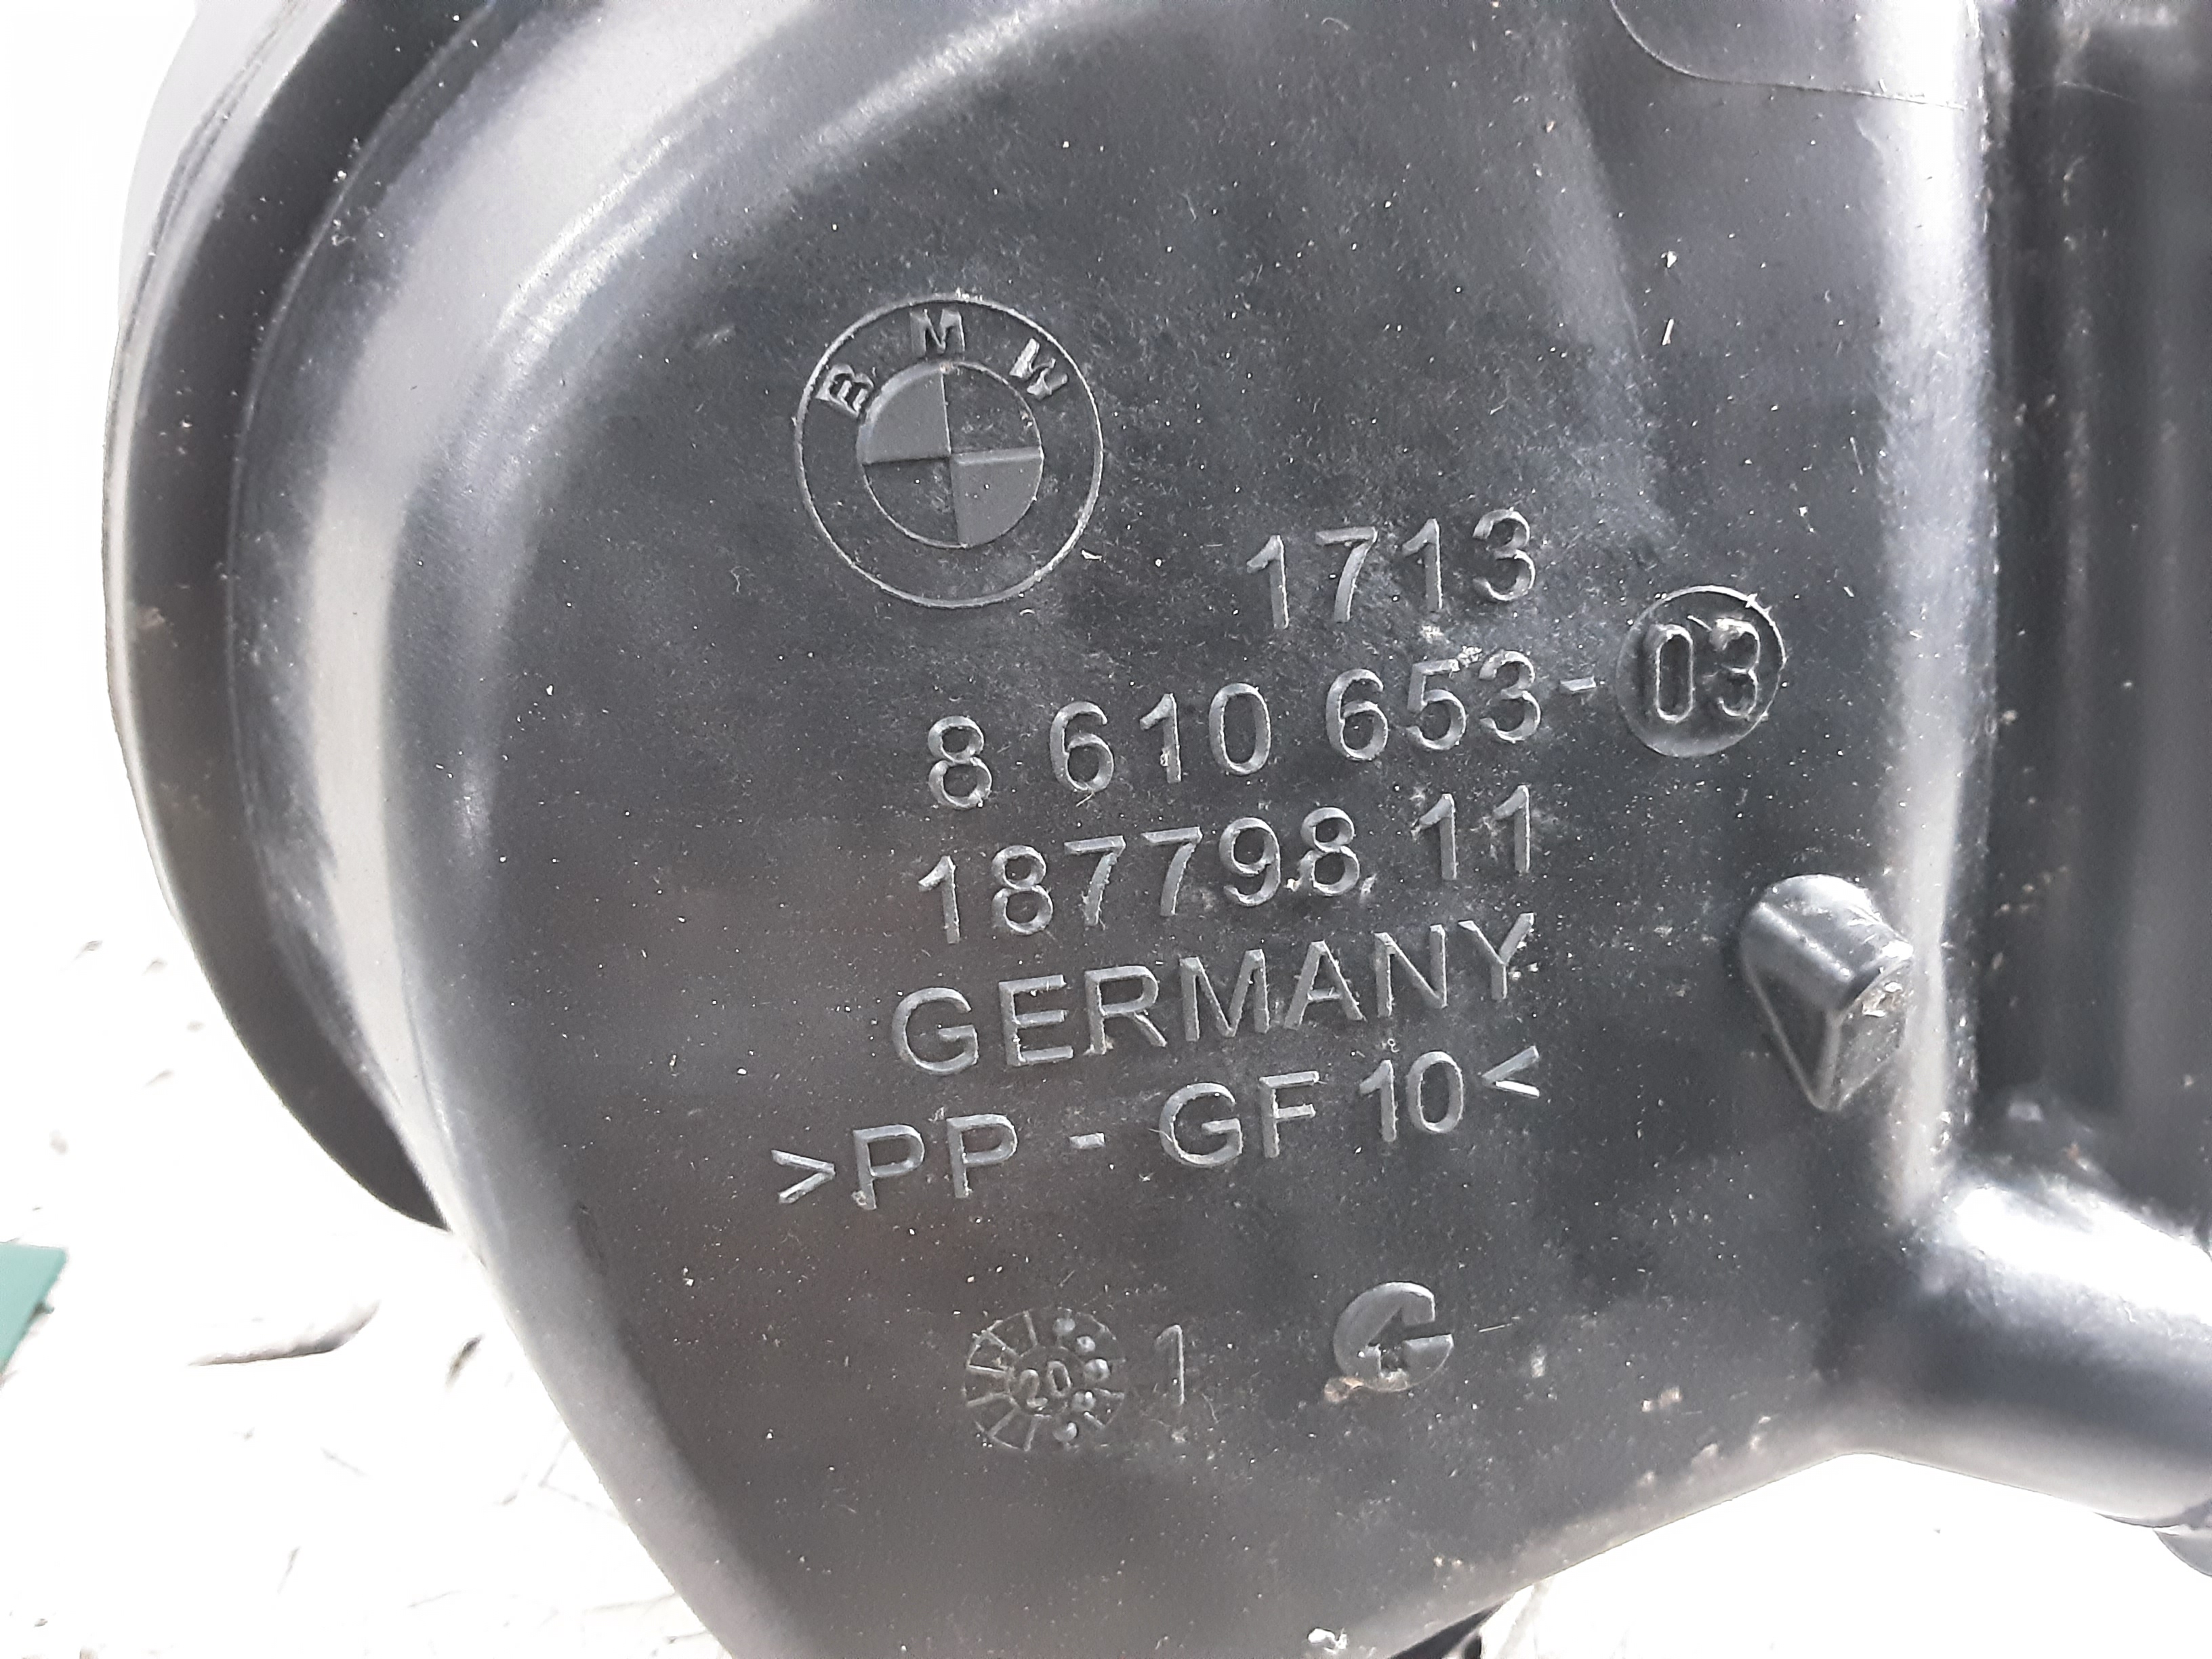 BMW
1713
8 610 653-03
187798 11
GERMANY
>PP - GF 10<
20 1 G